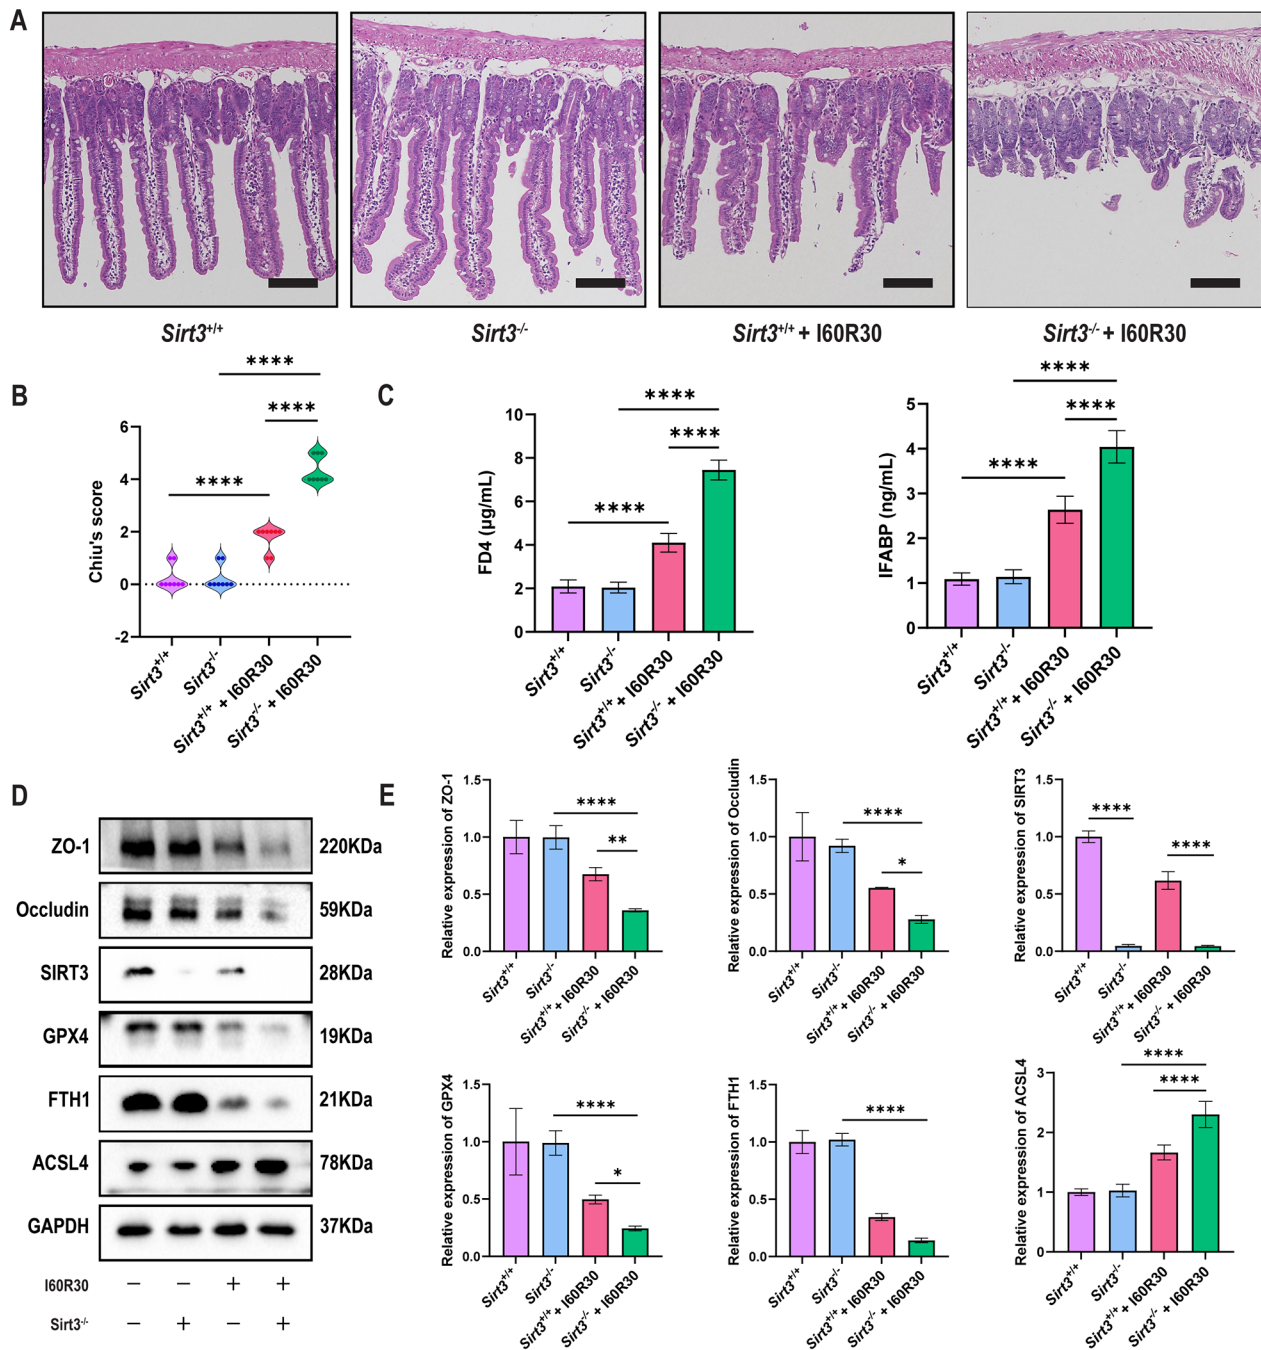 A
Sirt3+/+
Sirt3-/-
Sirt3+/+ + I60R30
Sirt3-/- + I60R30
B
****
****
****
Chiu's score
6
4
2
0
-2
Sirt3+/+
Sirt3-/-
Sirt3+/+ + I60R30
Sirt3-/- + I60R30
C
****
****
****
FD4 (μg/mL)
10
8
6
4
2
0
Sirt3+/+
Sirt3-/-
Sirt3+/+ + I60R30
Sirt3-/- + I60R30
****
****
****
IFABP (ng/mL)
5
4
3
2
1
0
Sirt3+/+
Sirt3-/-
Sirt3+/+ + I60R30
Sirt3-/- + I60R30
D
ZO-1 220KDa
Occludin 59KDa
SIRT3 28KDa
GPX4 19KDa
FTH1 21KDa
ACSL4 78KDa
GAPDH 37KDa
I60R30 − − + +
Sirt3-/- − + − +
E
Relative expression of ZO-1
1.5
1.0
0.5
0.0
****
**
Sirt3+/+
Sirt3-/-
Sirt3+/+ + I60R30
Sirt3-/- + I60R30
Relative expression of Occludin
1.5
1.0
0.5
0.0
****
*
Sirt3+/+
Sirt3-/-
Sirt3+/+ + I60R30
Sirt3-/- + I60R30
Relative expression of SIRT3
1.5
1.0
0.5
0.0
****
****
Sirt3+/+
Sirt3-/-
Sirt3+/+ + I60R30
Sirt3-/- + I60R30
Relative expression of GPX4
1.5
1.0
0.5
0.0
****
*
Sirt3+/+
Sirt3-/-
Sirt3+/+ + I60R30
Sirt3-/- + I60R30
Relative expression of FTH1
1.5
1.0
0.5
0.0
****
Sirt3+/+
Sirt3-/-
Sirt3+/+ + I60R30
Sirt3-/- + I60R30
Relative expression of ACSL4
3
2
1
0
****
****
Sirt3+/+
Sirt3-/-
Sirt3+/+ + I60R30
Sirt3-/- + I60R30